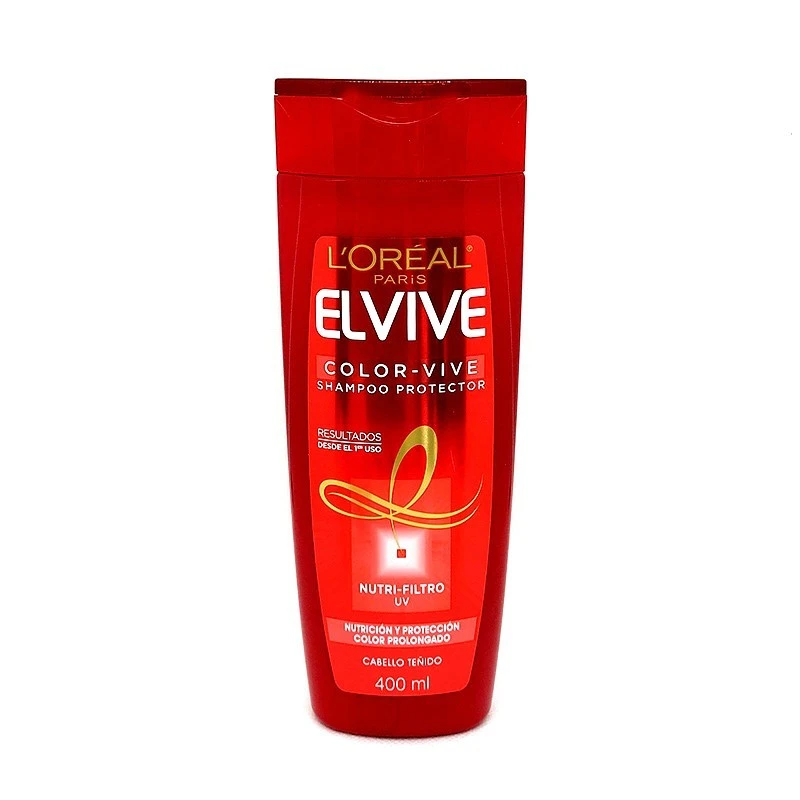 L'ORÉAL®
PARiS
ELVIVE
COLOR-VIVE
SHAMPOO PROTECTOR
RESULTADOS
DESDE EL 1ER USO
NUTRI-FILTRO
UV
NUTRICIÓN Y PROTECCIÓN
COLOR PROLONGADO
CABELLO TEÑIDO
400 ml